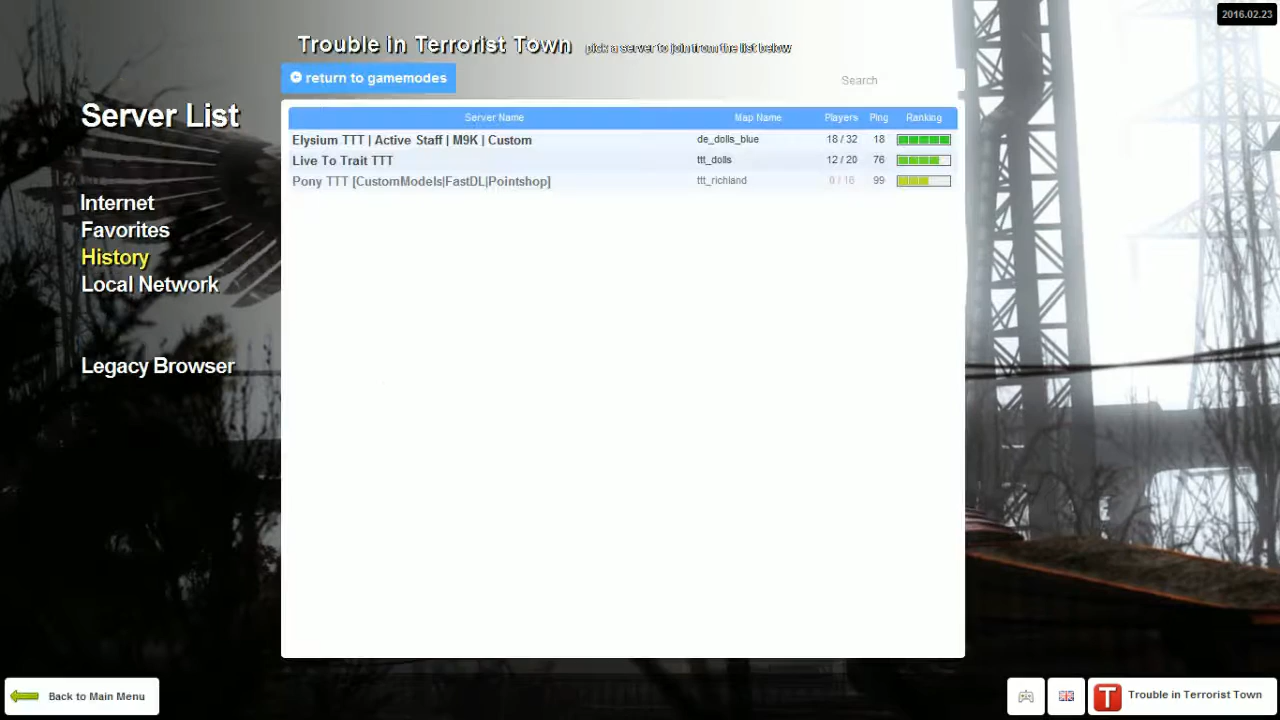 2016.02.23
Trouble in Terrorist Town pick a server to join from the list below
return to gamemodes
Search
Server List
Server Name Map Name Players Ping Ranking
Elysium TTT | Active Staff | M9K | Custom de_dolls_blue 18 / 32 18
Live To Trait TTT ttt_dolls 12 / 20 76
Pony TTT [CustomModels|FastDL|Pointshop] ttt_richland 0 / 16 99
Internet
Favorites
History
Local Network
Legacy Browser
Back to Main Menu
T Trouble in Terrorist Town